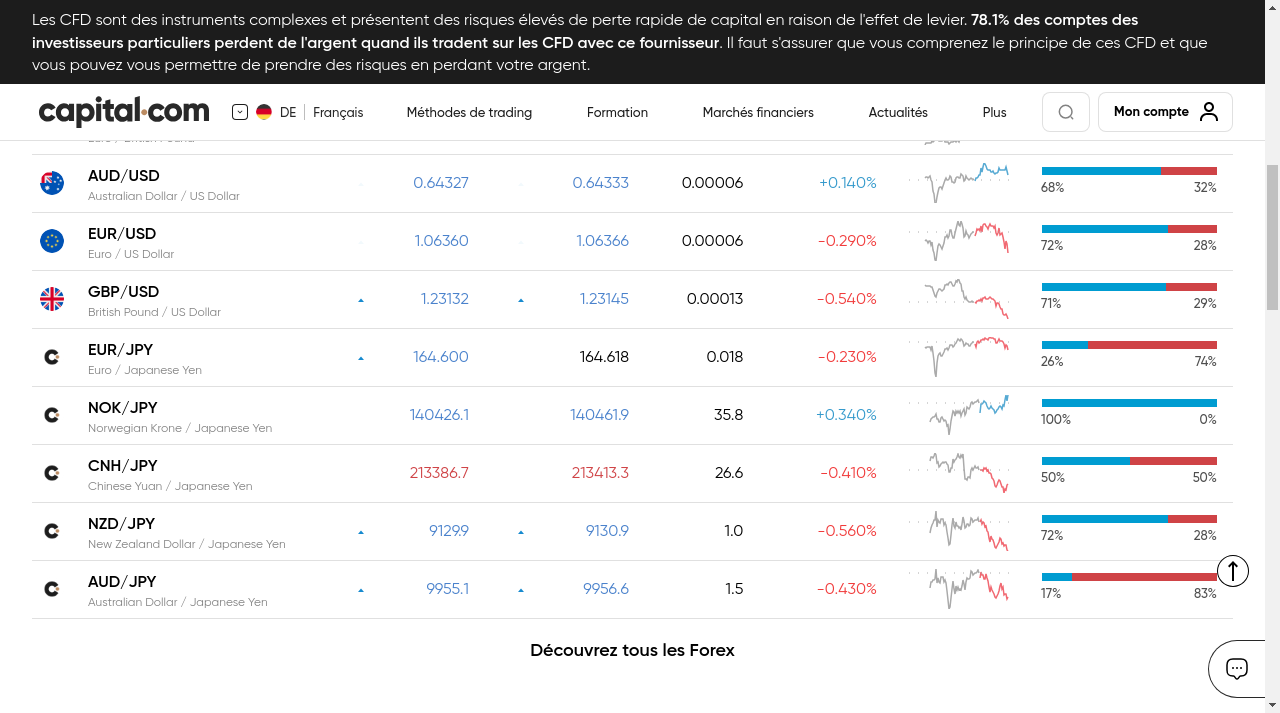 Les CFD sont des instruments complexes et présentent des risques élevés de perte rapide de capital en raison de l'effet de levier. 78.1% des comptes des
investisseurs particuliers perdent de l'argent quand ils tradent sur les CFD avec ce fournisseur. Il faut s'assurer que vous comprenez le principe de ces CFD et que
vous pouvez vous permettre de prendre des risques en perdant votre argent.
capital.com DE Français Méthodes de trading Formation Marchés financiers Actualités Plus Mon compte
AUD/USD 0.64327 0.64333 0.00006 +0.140%
Australian Dollar / US Dollar 68% 32%
EUR/USD 1.06360 1.06366 0.00006 -0.290%
Euro / US Dollar 72% 28%
GBP/USD 1.23132 1.23145 0.00013 -0.540%
British Pound / US Dollar 71% 29%
EUR/JPY 164.600 164.618 0.018 -0.230%
Euro / Japanese Yen 26% 74%
NOK/JPY 140426.1 140461.9 35.8 +0.340%
Norwegian Krone / Japanese Yen 100% 0%
CNH/JPY 213386.7 213413.3 26.6 -0.410%
Chinese Yuan / Japanese Yen 50% 50%
NZD/JPY 9129.9 9130.9 1.0 -0.560%
New Zealand Dollar / Japanese Yen 72% 28%
AUD/JPY 9955.1 9956.6 1.5 -0.430%
Australian Dollar / Japanese Yen 17% 83%
Découvrez tous les Forex